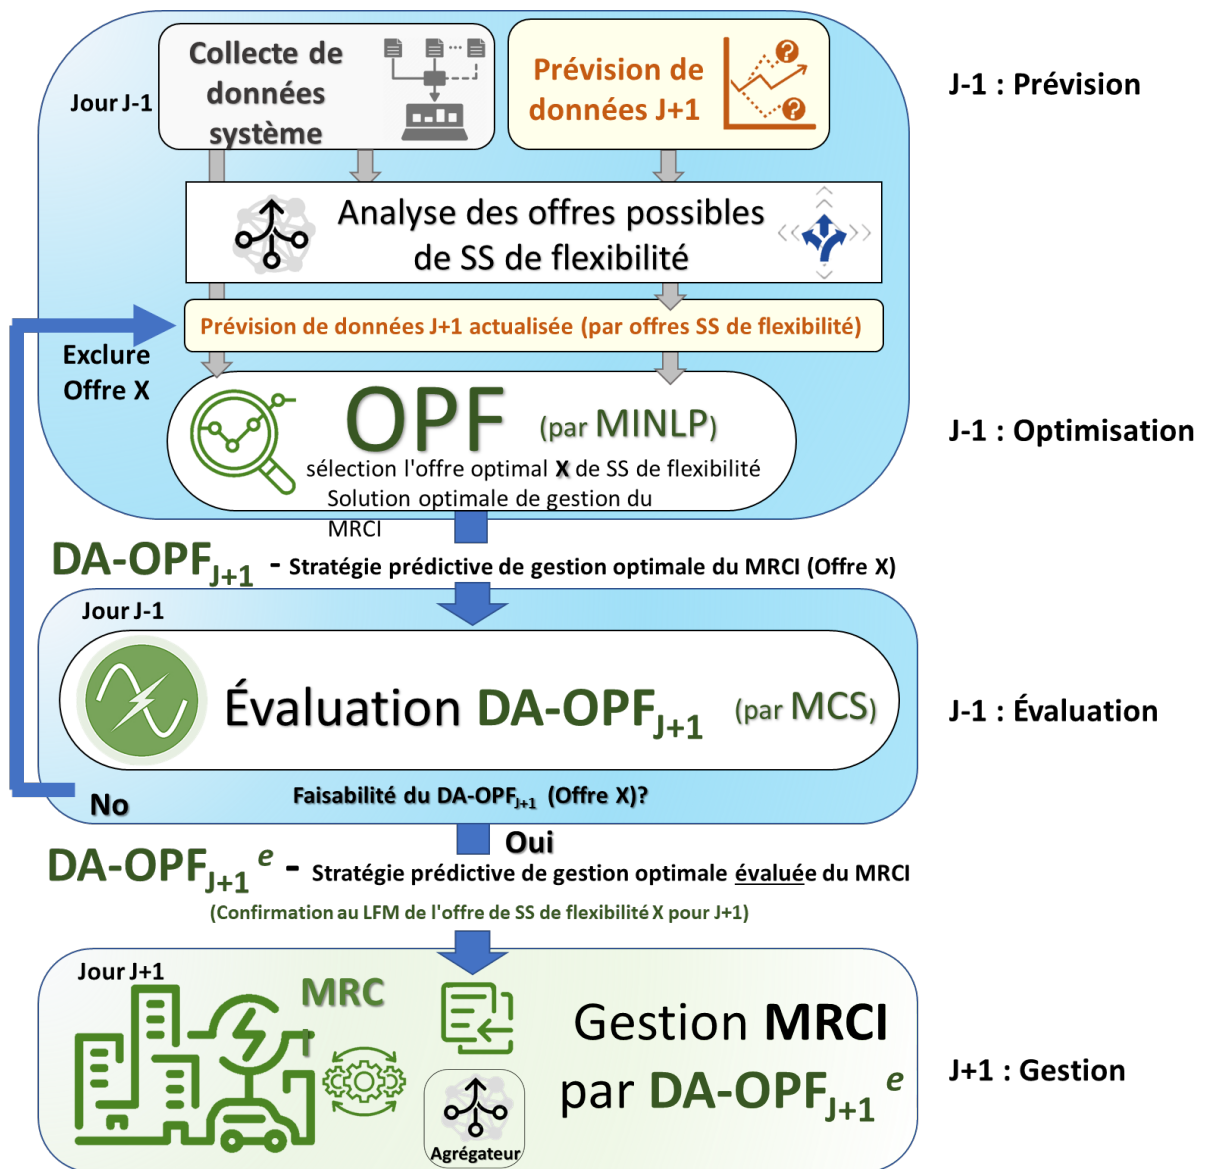 Collecte de
données
système
Jour J-1
Prévision de
données J+1
?
?
J-1 : Prévision
Analyse des offres possibles
de SS de flexibilité
Prévision de données J+1 actualisée (par offres SS de flexibilité)
Exclure
Offre X
OPF (par MINLP)
sélection l'offre optimal X de SS de flexibilité
Solution optimale de gestion du
MRCI
J-1 : Optimisation
DA-OPFJ+1 - Stratégie prédictive de gestion optimale du MRCI (Offre X)
Jour J-1
Évaluation DA-OPFJ+1 (par MCS)
J-1 : Évaluation
Faisabilité du DA-OPFJ+1 (Offre X)?
No
Oui
DA-OPFJ+1 e - Stratégie prédictive de gestion optimale évaluée du MRCI
(Confirmation au LFM de l'offre de SS de flexibilité X pour J+1)
Jour J+1
MRC
I
Gestion MRCI
par DA-OPFJ+1 e
Agrégateur
J+1 : Gestion